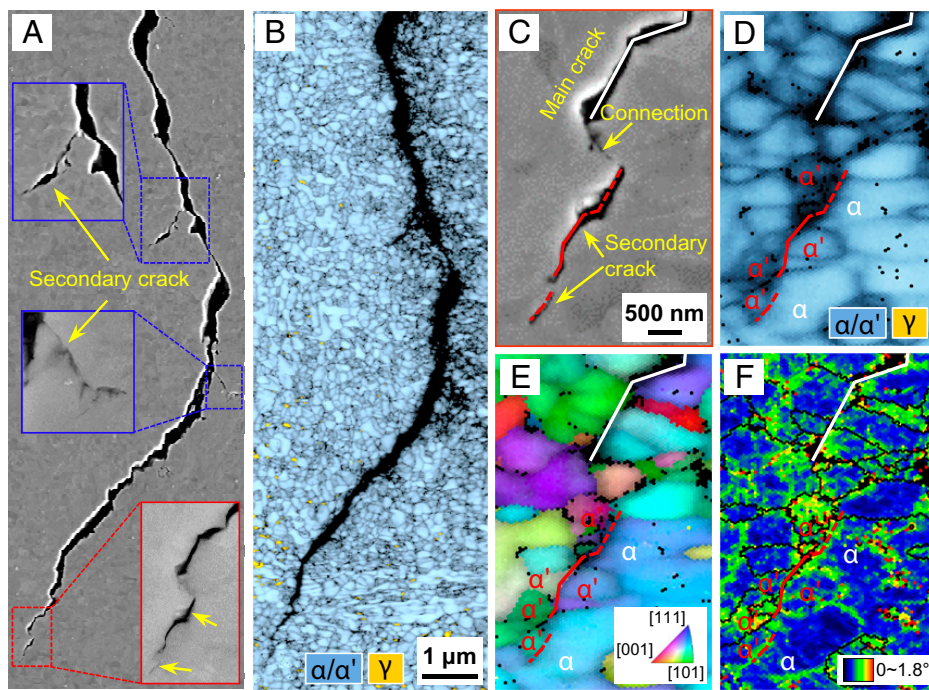 A
Secondary crack
B
α/α'
γ
1 µm
C
Main crack
Connection
Secondary
crack
500 nm
D
α'
α
α'
α'
α'
α
α/α'
γ
E
α'
α
α'
α'
α'
α'
α
[111]
[001]
[101]
F
α'
α
α'
α'
α'
α'
α
0~1.8°